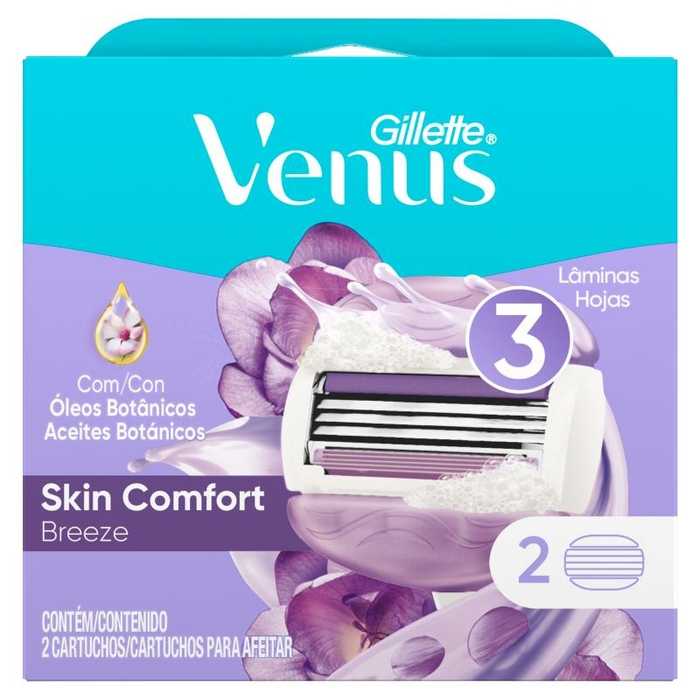 Gillette®
Venus
Lâminas
Hojas
3
Com/Con
Óleos Botânicos
Aceites Botánicos
Skin Comfort
Breeze
2
CONTÉM/CONTENIDO
2 CARTUCHOS/CARTUCHOS PARA AFEITAR